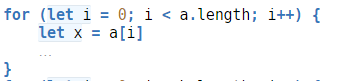 for (let i = 0; i < a.length; i++) {
let x = a[i]
...
}